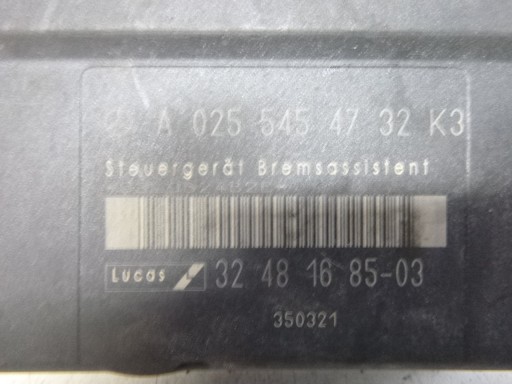 A 025 545 47 32 K3
Steuergerät Bremsassistent
Lucas 32 48 16 85-03
350321